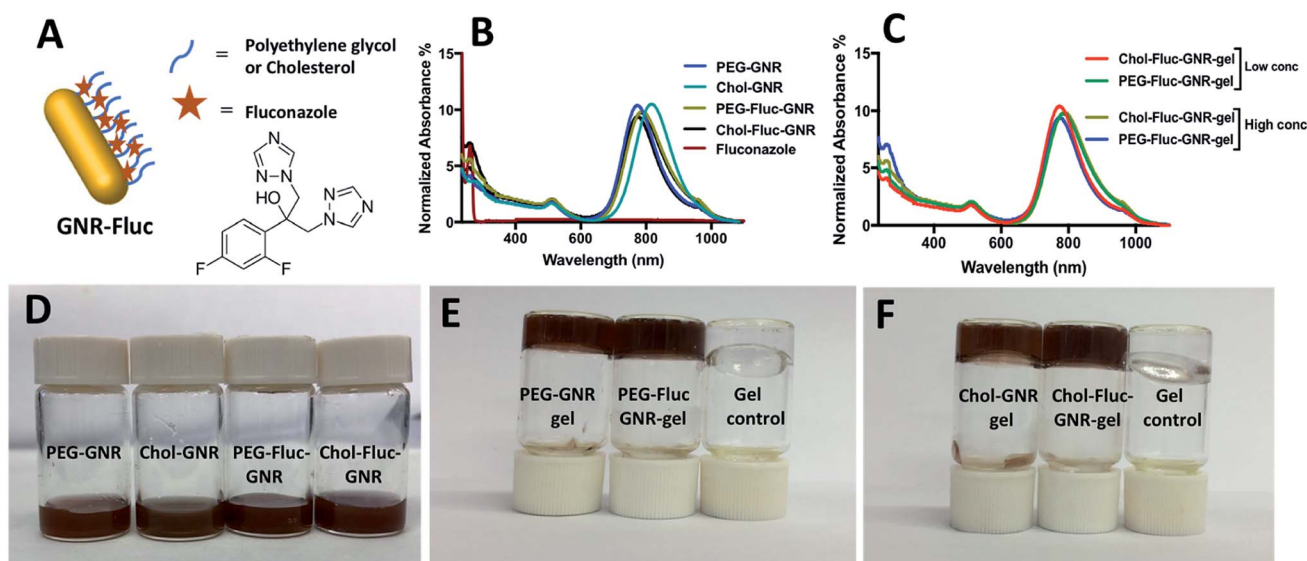 A
= Polyethylene glycol
or Cholesterol
= Fluconazole
GNR-Fluc
N
N
N
HO
N
N
N
F
F
B
Normalized Absorbance %
15
10
5
0
400
600
800
1000
Wavelength (nm)
PEG-GNR
Chol-GNR
PEG-Fluc-GNR
Chol-Fluc-GNR
Fluconazole
C
Normalized Absorbance %
15
10
5
0
400
600
800
1000
Wavelength (nm)
Chol-Fluc-GNR-gel
PEG-Fluc-GNR-gel
Low conc
Chol-Fluc-GNR-gel
PEG-Fluc-GNR-gel
High conc
D
PEG-GNR
Chol-GNR
PEG-Fluc-
GNR
Chol-Fluc-
GNR
E
PEG-GNR
gel
PEG-Fluc
GNR-gel
Gel
control
F
Chol-GNR
gel
Chol-Fluc-
GNR-gel
Gel
control